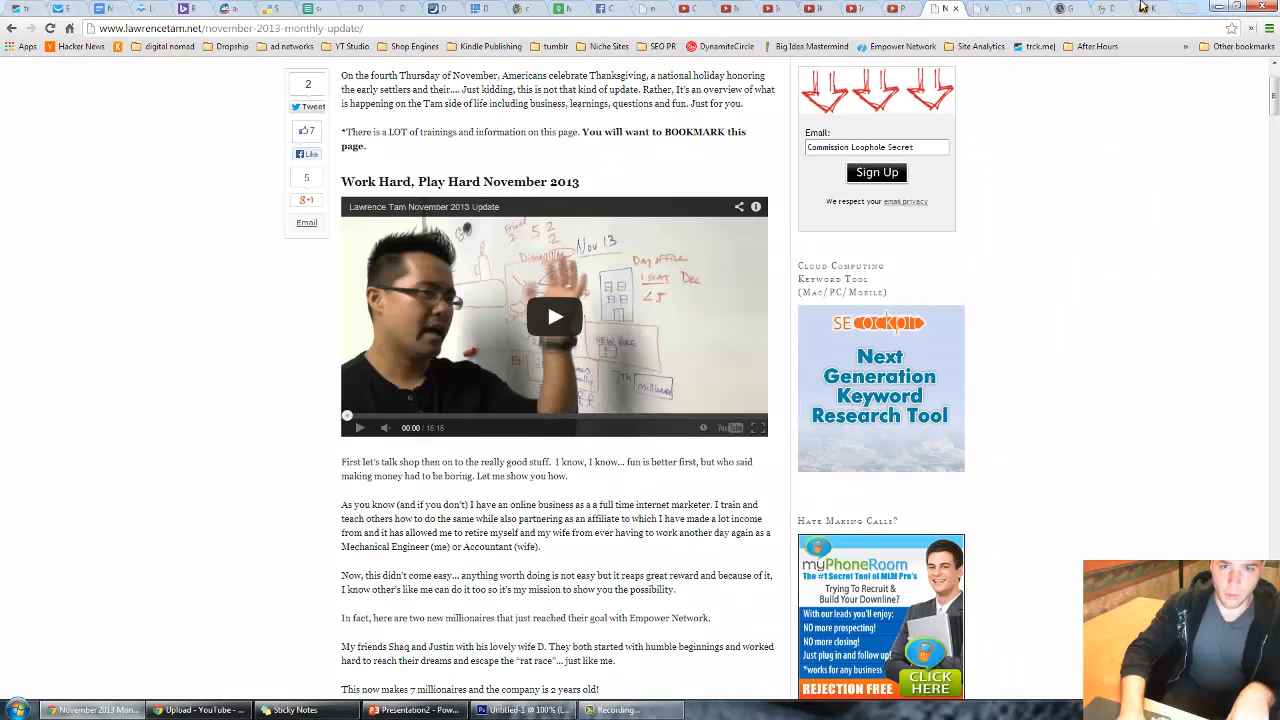 www.lawrencetam.net/november-2013-monthly-update/
Apps
Hacker News
digital nomad
Dropship
ad networks
YT Studio
Shop Engines
Kindle Publishing
tumblr
Niche Sites
SEO PR
DynamiteCircle
Big Idea Mastermind
Empower Network
Site Analytics
trck.me|
After Hours
»
Other bookmarks
2
Tweet
7
Like
5
g+1
Email
On the fourth Thursday of November, Americans celebrate Thanksgiving, a national holiday honoring
the early settlers and their.... Just kidding, this is not that kind of update. Rather, It's an overview of what
is happening on the Tam side of life including business, learnings, questions and fun. Just for you.
*There is a LOT of trainings and information on this page. You will want to BOOKMARK this
page.
Work Hard, Play Hard November 2013
Lawrence Tam November 2013 Update
Nov 13
Day office
1 SEAT Dec
VIEW HERE
00:00 / 15:15
YouTube
First let's talk shop then on to the really good stuff.  I know, I know... fun is better first, but who said
making money had to be boring. Let me show you how.
As you know (and if you don't) I have an online business as a a full time internet marketer. I train and
teach others how to do the same while also partnering as an affiliate to which I have made a lot income
from and it has allowed me to retire myself and my wife from ever having to work another day again as a
Mechanical Engineer (me) or Accountant (wife).
Now, this didn't come easy... anything worth doing is not easy but it reaps great reward and because of it,
I know other's like me can do it too so it's my mission to show you the possibility.
In fact, here are two new millionaires that just reached their goal with Empower Network.
My friends Shaq and Justin with his lovely wife D. They both started with humble beginnings and worked
hard to reach their dreams and escape the "rat race"... just like me.
This now makes 7 millionaires and the company is 2 years old!
Email:
Commission Loophole Secret
Sign Up
We respect your email privacy
Cloud Computing
Keyword Tool
(Mac/PC/Mobile)
SECockpit
Next
Generation
Keyword
Research Tool
Hate Making Calls?
myPhoneRoom
The #1 Secret Tool of MLM Pro's
Trying To Recruit &
Build Your Downline?
With our leads you'll enjoy:
NO more prospecting!
NO more closing!
Just plug in and follow up!
*works for any business
REJECTION FREE
CLICK
HERE
November 2013 Mon...
Upload - YouTube - ...
Sticky Notes
Presentation2 - Pow...
Untitled-1 @ 100% (L...
Recording...